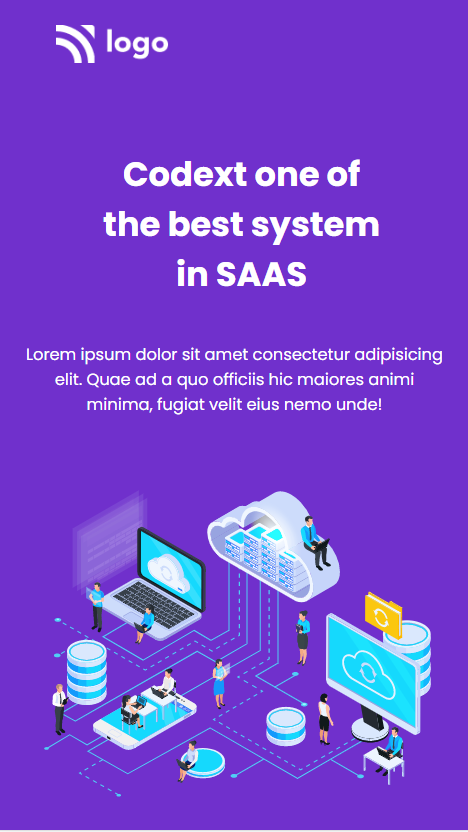 logo
Codext one of
the best system
in SAAS
Lorem ipsum dolor sit amet consectetur adipisicing
elit. Quae ad a quo officiis hic maiores animi
minima, fugiat velit eius nemo unde!